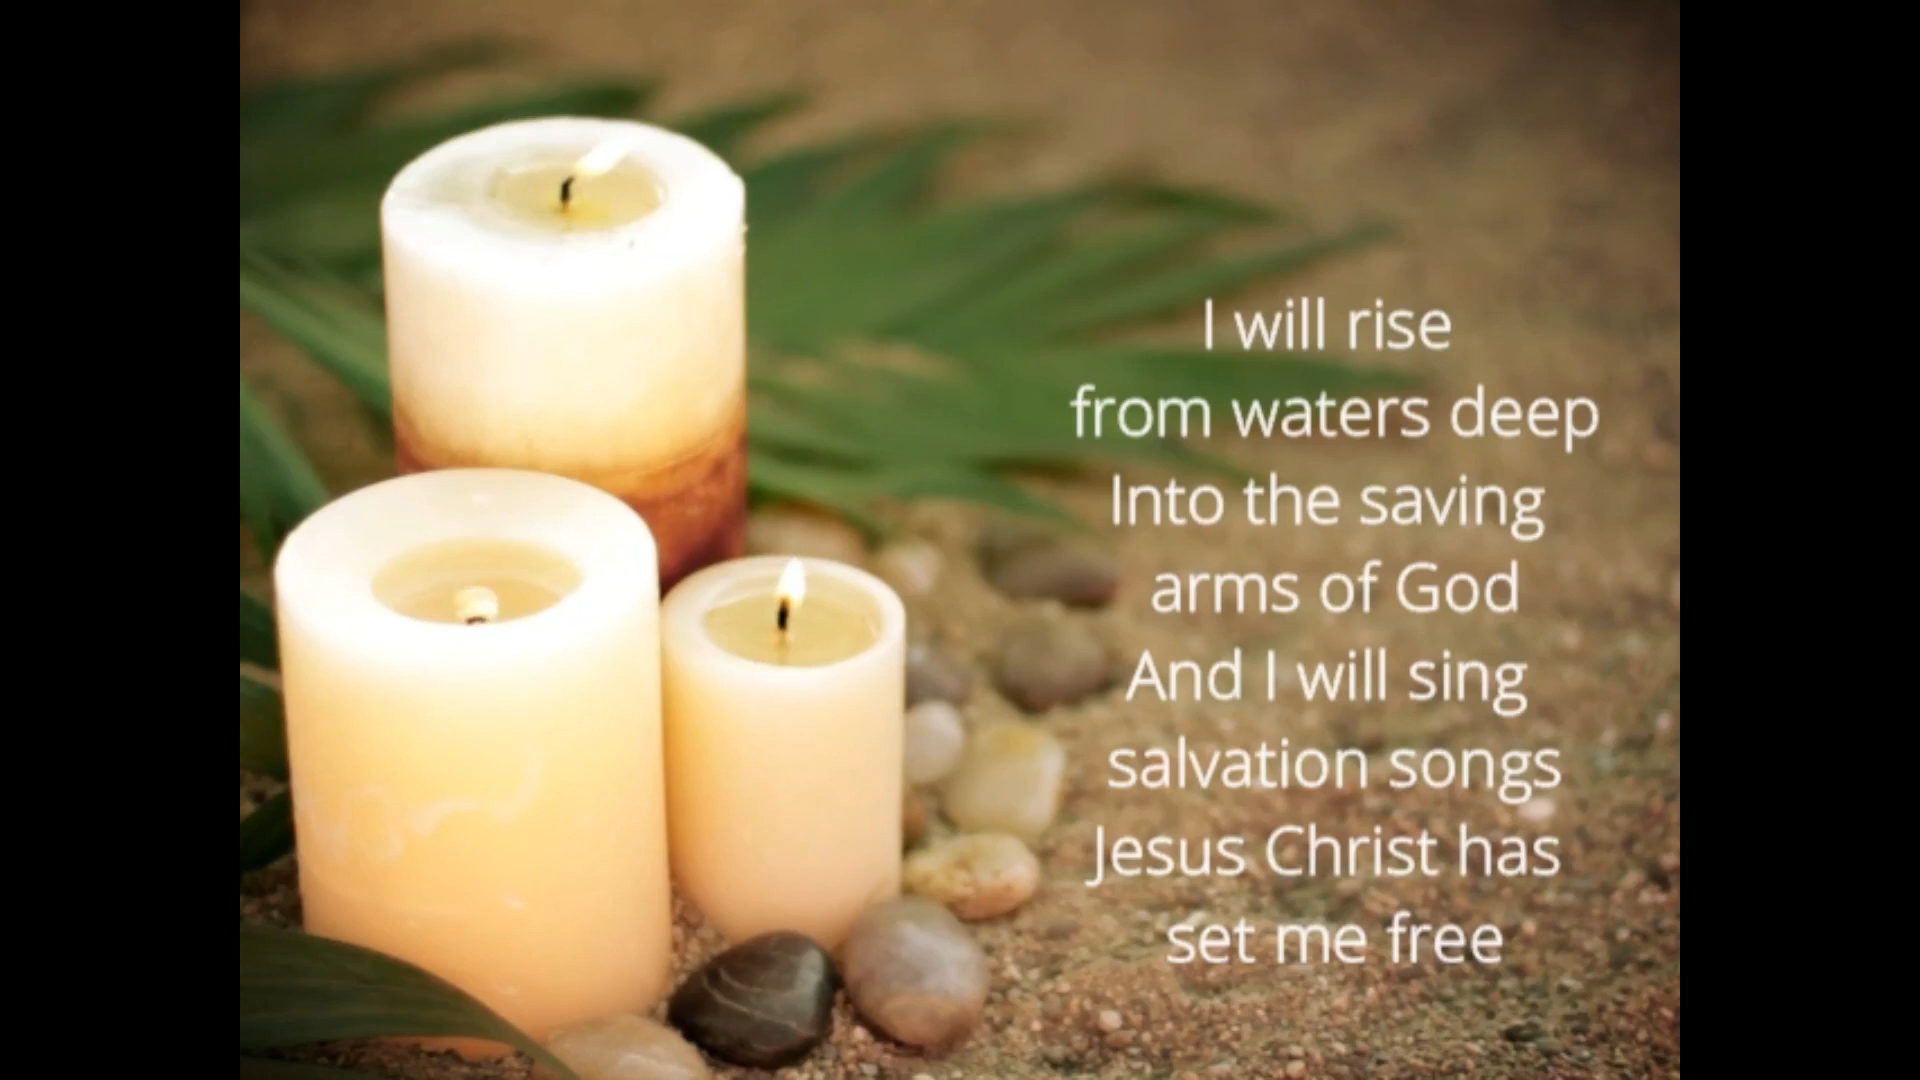 I will rise
from waters deep
Into the saving
arms of God
And I will sing
salvation songs
Jesus Christ has
set me free